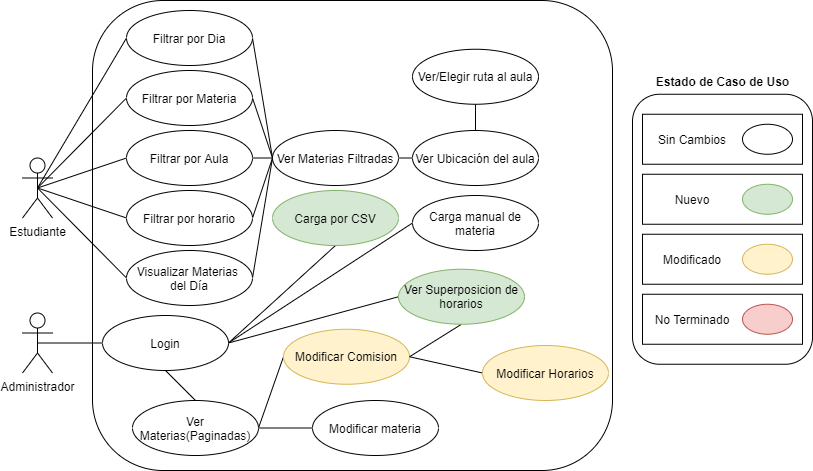 Filtrar por Dia
Filtrar por Materia
Filtrar por Aula
Filtrar por horario
Visualizar Materias
del Día
Estudiante
Ver Materias Filtradas
Ver/Elegir ruta al aula
Ver Ubicación del aula
Carga por CSV
Carga manual de
materia
Ver Superposicion de
horarios
Login
Administrador
Modificar Comision
Modificar Horarios
Ver
Materias(Paginadas)
Modificar materia
Estado de Caso de Uso
Sin Cambios
Nuevo
Modificado
No Terminado